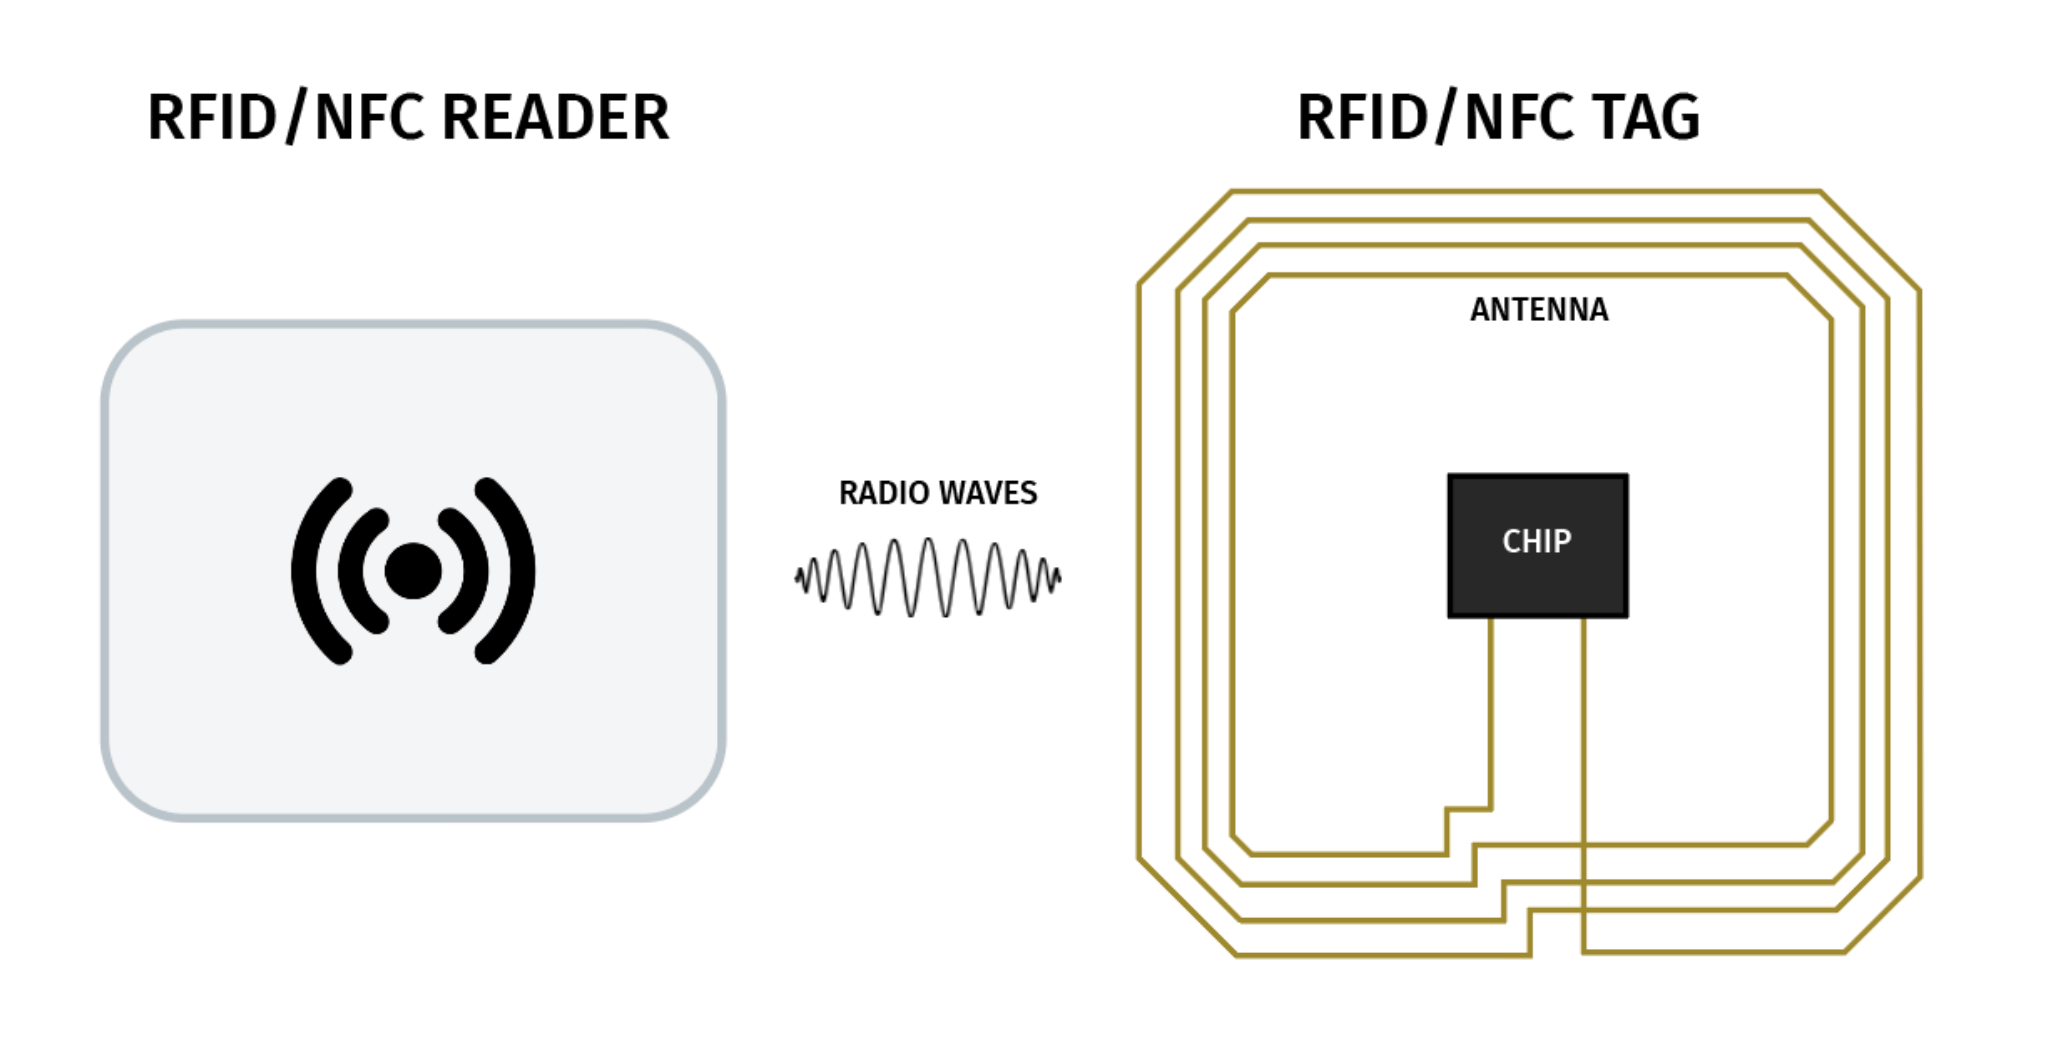 RFID/NFC READER
RFID/NFC TAG
ANTENNA
RADIO WAVES
CHIP